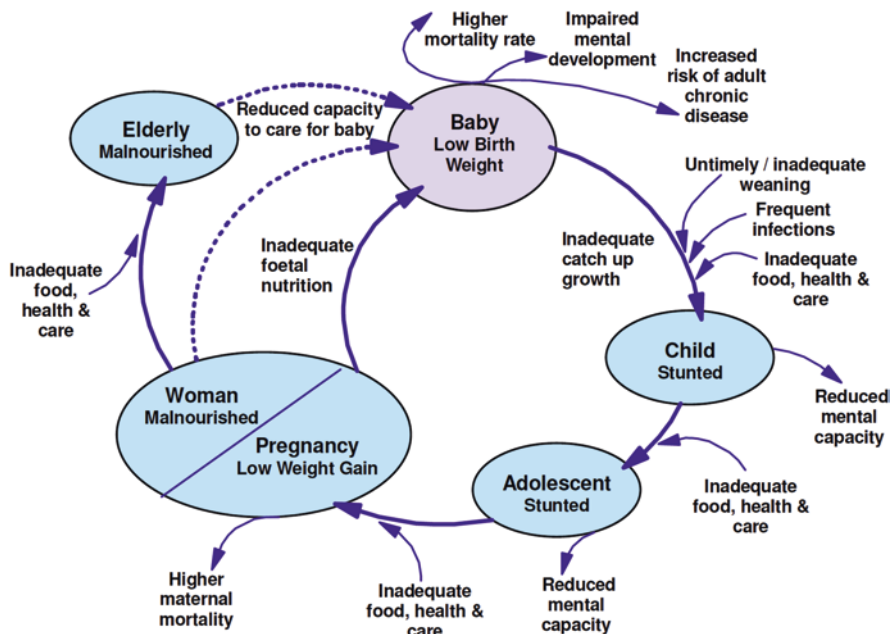 Higher
mortality rate
Impaired
mental
development
Increased
risk of adult
chronic
disease
Elderly
Malnourished
Reduced capacity
to care for baby
Baby
Low Birth
Weight
Untimely / inadequate
weaning
Frequent
infections
Inadequate
food, health &
care
Inadequate
catch up
growth
Inadequate
foetal
nutrition
Inadequate
food,
health &
care
Child
Stunted
Reduced
mental
capacity
Woman
Malnourished
Pregnancy
Low Weight Gain
Adolescent
Stunted
Inadequate
food, health &
care
Higher
maternal
mortality
Inadequate
food, health &
care
Reduced
mental
capacity